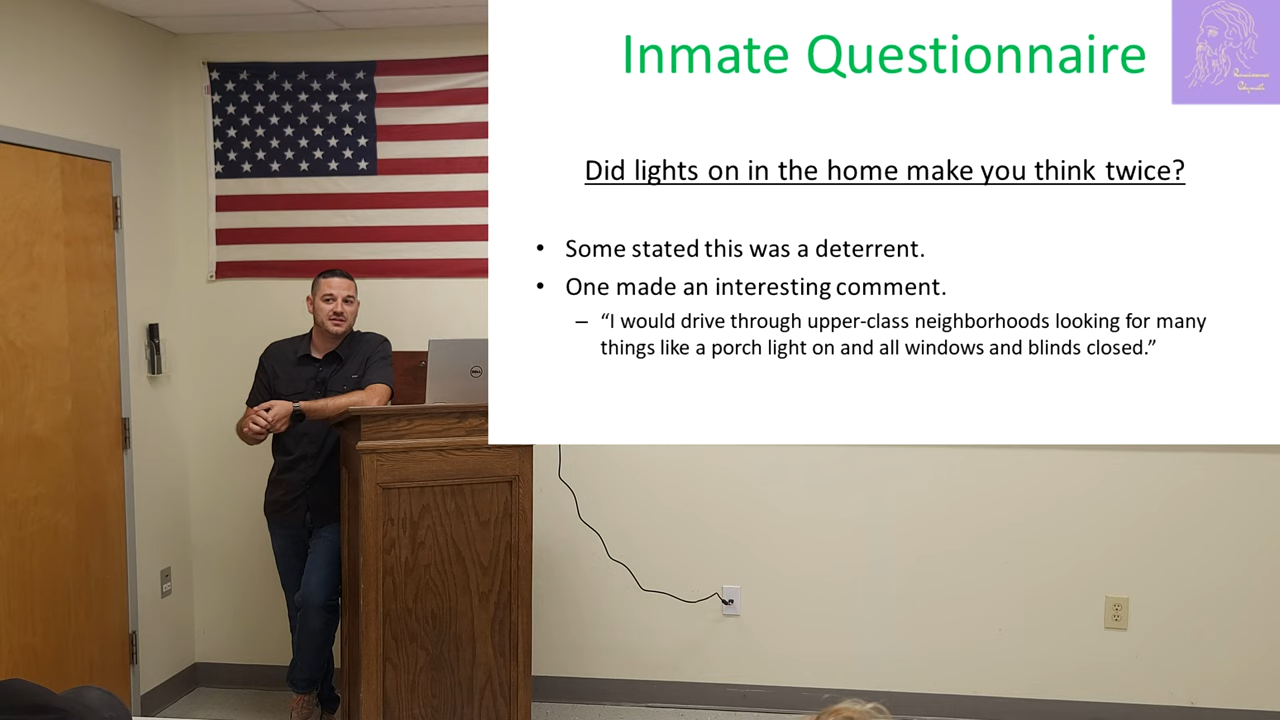 Inmate Questionnaire
Did lights on in the home make you think twice?
• Some stated this was a deterrent.
• One made an interesting comment.
– “I would drive through upper-class neighborhoods looking for many
things like a porch light on and all windows and blinds closed.”
DELL